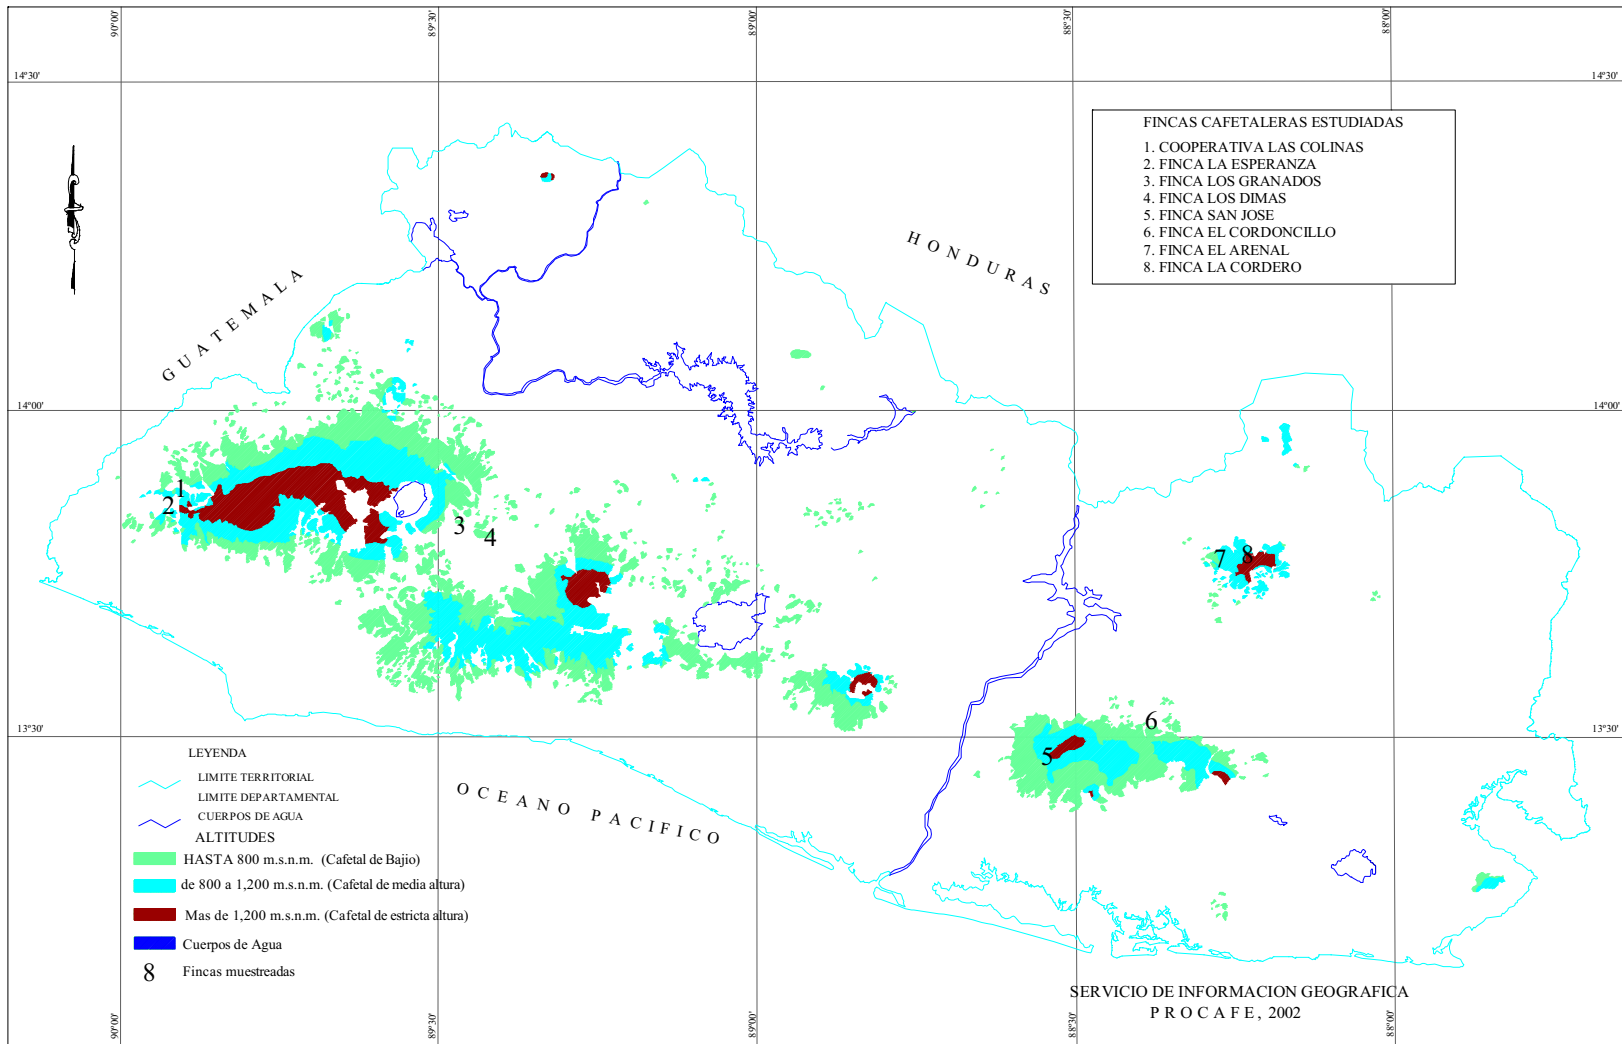 90°00'
89°30'
89°00'
88°30'
88°00'
14°30'
14°30'
FINCAS CAFETALERAS ESTUDIADAS
1. COOPERATIVA LAS COLINAS
2. FINCA LA ESPERANZA
3. FINCA LOS GRANADOS
4. FINCA LOS DIMAS
5. FINCA SAN JOSE
6. FINCA EL CORDONCILLO
7. FINCA EL ARENAL
8. FINCA LA CORDERO
HONDURAS
GUATEMALA
14°00'
14°00'
1
2
3
4
7
8
6
5
13°30'
13°30'
LEYENDA
LIMITE TERRITORIAL
LIMITE DEPARTAMENTAL
CUERPOS DE AGUA
ALTITUDES
HASTA 800 m.s.n.m. (Cafetal de Bajio)
de 800 a 1,200 m.s.n.m. (Cafetal de media altura)
Mas de 1,200 m.s.n.m. (Cafetal de estricta altura)
Cuerpos de Agua
8 Fincas muestreadas
OCEANO PACIFICO
SERVICIO DE INFORMACION GEOGRAFICA
PROCAFE, 2002
90°00'
89°30'
89°00'
88°30'
88°00'